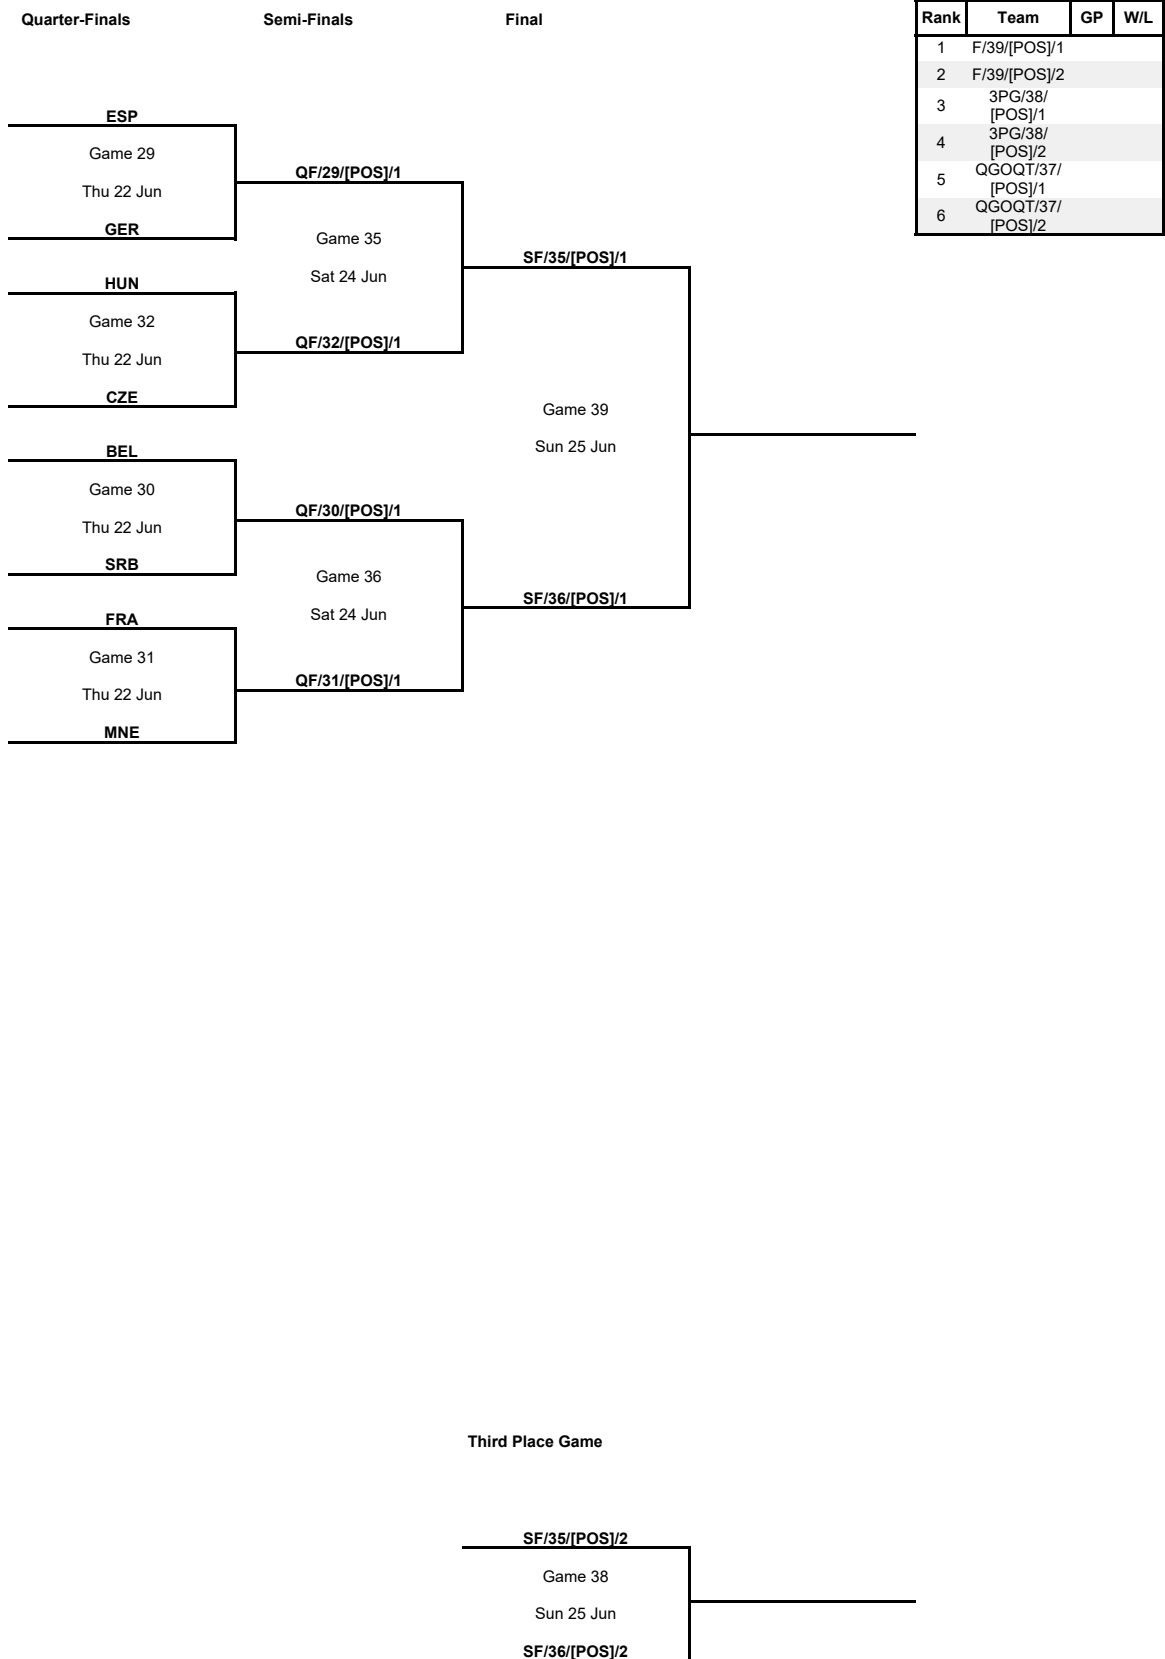 Quarter-Finals Semi-Finals Final
Rank Team GP W/L
1 F/39/[POS]/1
2 F/39/[POS]/2
3 3PG/38/
[POS]/1
4 3PG/38/
[POS]/2
5 QGOQT/37/
[POS]/1
6 QGOQT/37/
[POS]/2
ESP
Game 29
Thu 22 Jun
GER
HUN
Game 32
Thu 22 Jun
CZE
BEL
Game 30
Thu 22 Jun
SRB
FRA
Game 31
Thu 22 Jun
MNE
QF/29/[POS]/1
Game 35
Sat 24 Jun
QF/32/[POS]/1
QF/30/[POS]/1
Game 36
Sat 24 Jun
QF/31/[POS]/1
SF/35/[POS]/1
Game 39
Sun 25 Jun
SF/36/[POS]/1
Third Place Game
SF/35/[POS]/2
Game 38
Sun 25 Jun
SF/36/[POS]/2